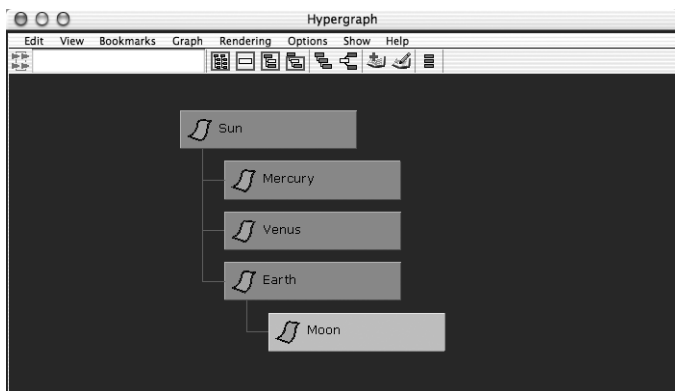 Hypergraph
Edit View Bookmarks Graph Rendering Options Show Help
Sun
Mercury
Venus
Earth
Moon